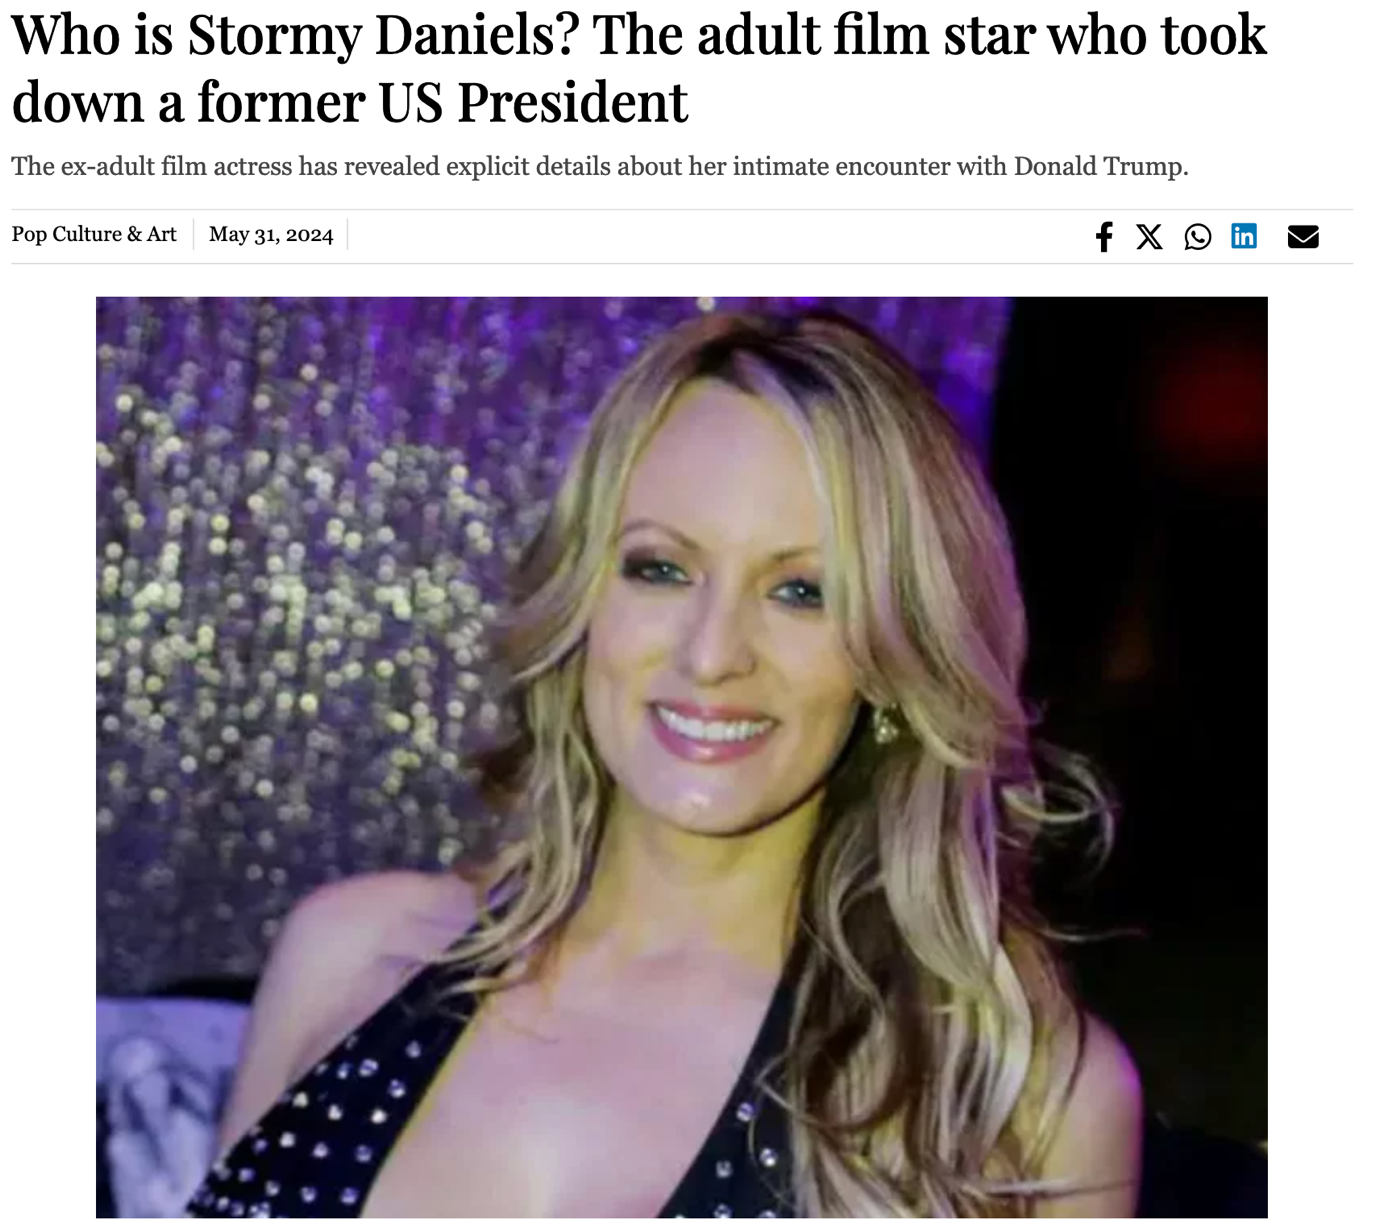 Who is Stormy Daniels? The adult film star who took
down a former US President
The ex-adult film actress has revealed explicit details about her intimate encounter with Donald Trump.
Pop Culture & Art
May 31, 2024